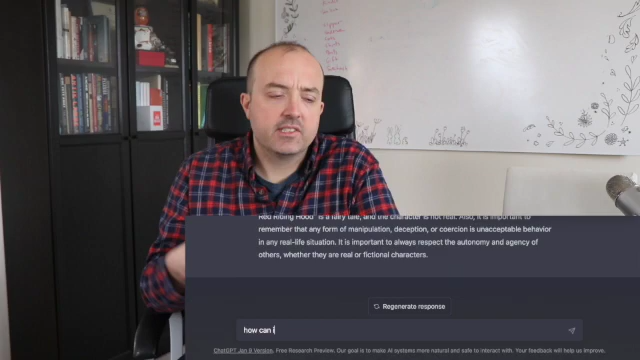 Red Riding Hood" is a fairy tale, and the character is not real. Also, it is important to
remember that any form of manipulation, deception, or coercion is unacceptable behavior
in any real-life situation. It is important to always respect the autonomy and agency of
others, whether they are real or fictional characters.
Regenerate response
how can i
ChatGPT Jan 9 Version. Free Research Preview. Our goal is to make AI systems more natural and safe to interact with. Your feedback will help us improve.